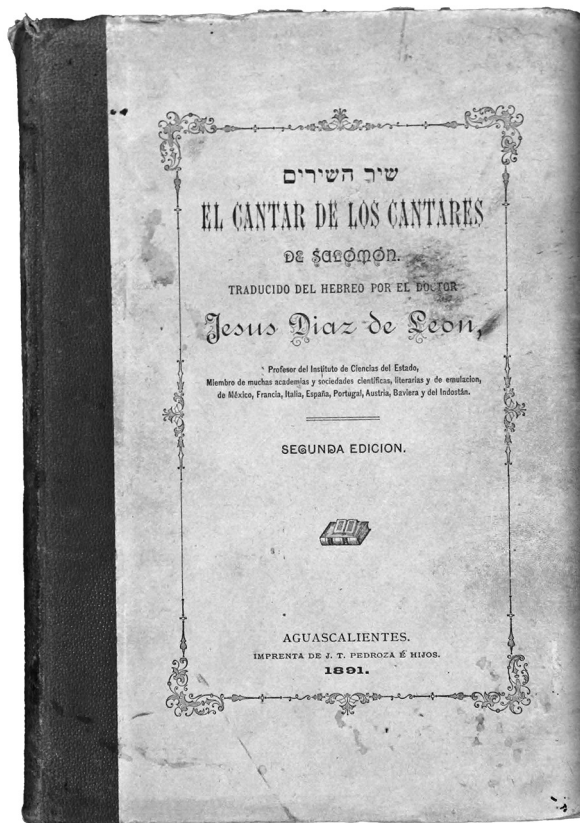 שיר השירים
EL CANTAR DE LOS CANTARES
DE SALOMÓN.
TRADUCIDO DEL HEBREO POR EL DOCTOR
Jesus Diaz de Leon,
Profesor del Instituto de Ciencias del Estado,
Miembro de muchas academias y sociedades científicas, literarias y de emulacion,
de México, Francia, Italia, España, Portugal, Austria, Baviera y del Indostán.
SEGUNDA EDICION.
AGUASCALIENTES.
IMPRENTA DE J. T. PEDROZA É HIJOS.
1891.